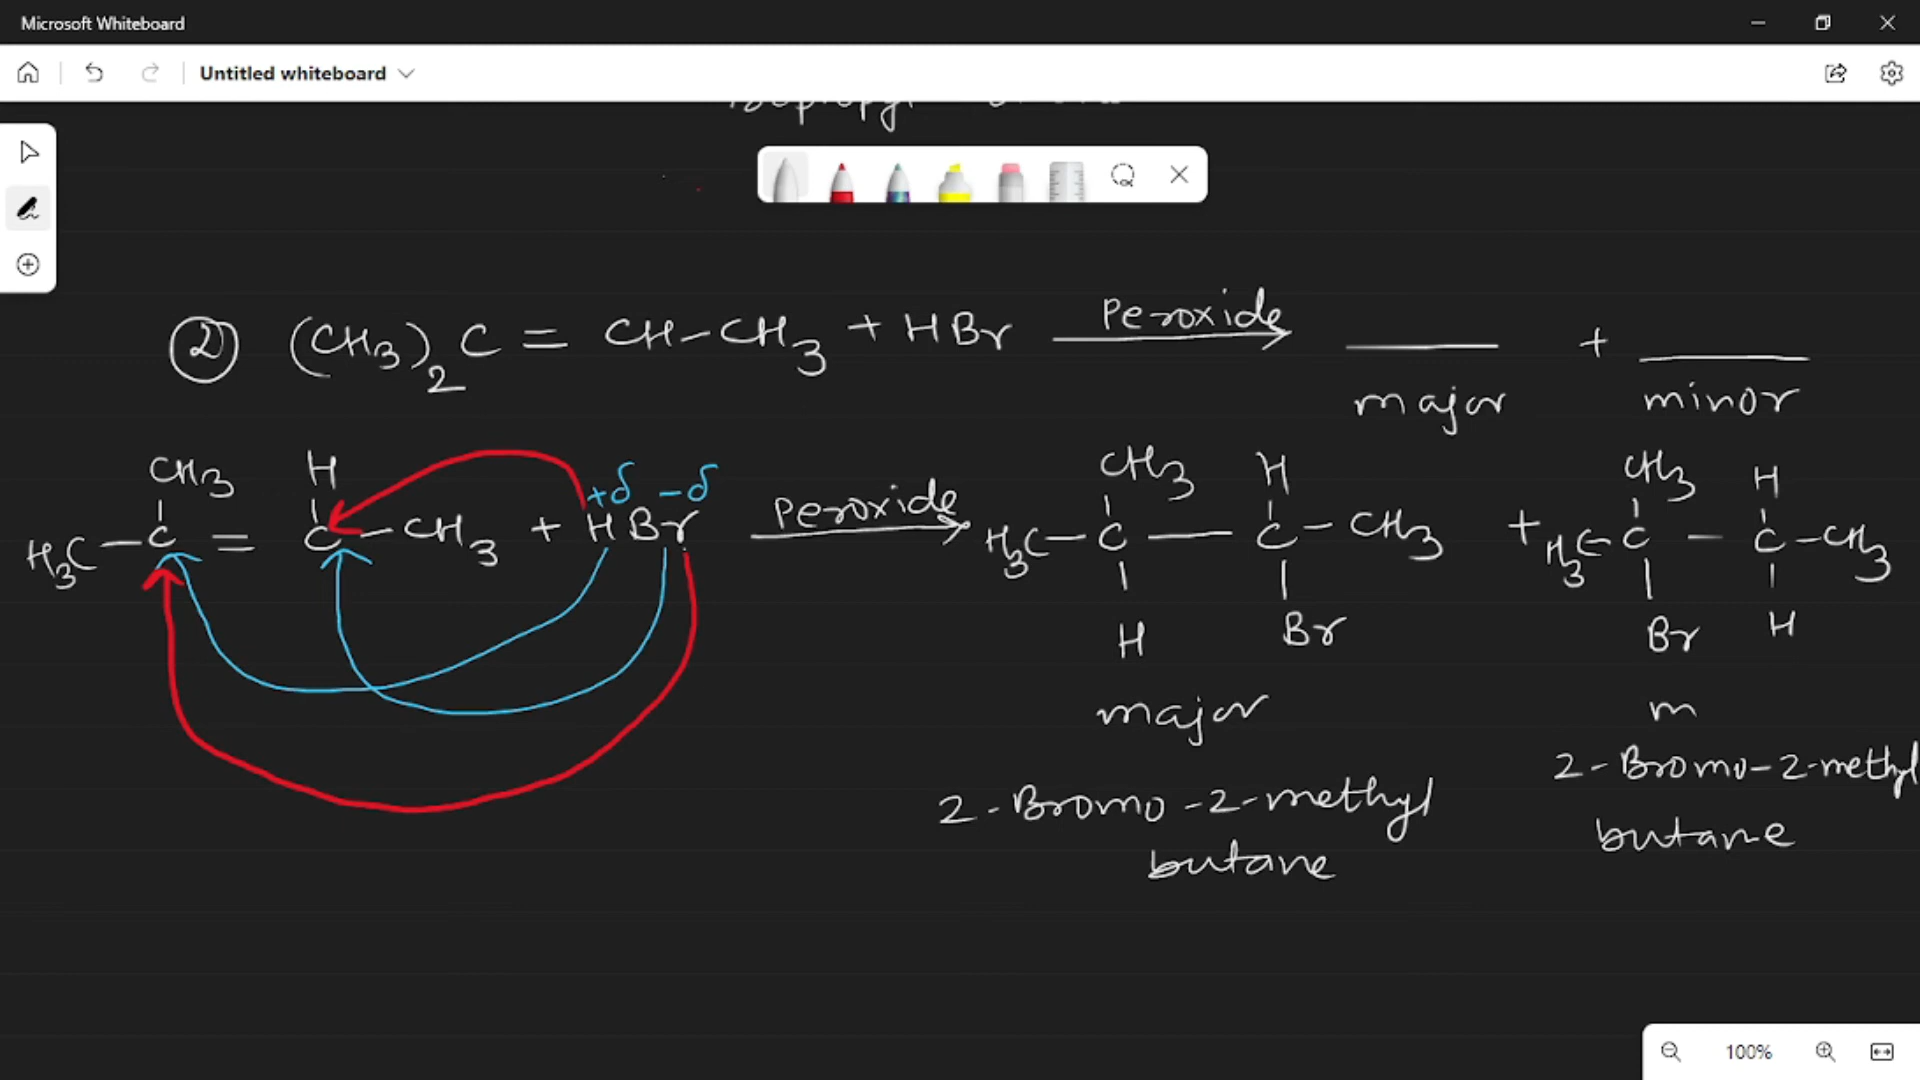 Microsoft Whiteboard
Untitled whiteboard
② (CH3)2 C = CH-CH3 + HBr Peroxide ⟶ ____ + ____
major minor
CH3 H +δ -δ CH3 H CH3 H
H3C - C = C - CH3 + HBr Peroxide ⟶ H3C - C — C - CH3 + H3C - C - C - CH3
H Br Br H
major m
2-Bromo-2-methyl butane
2-Bromo-2-methyl butane
100%